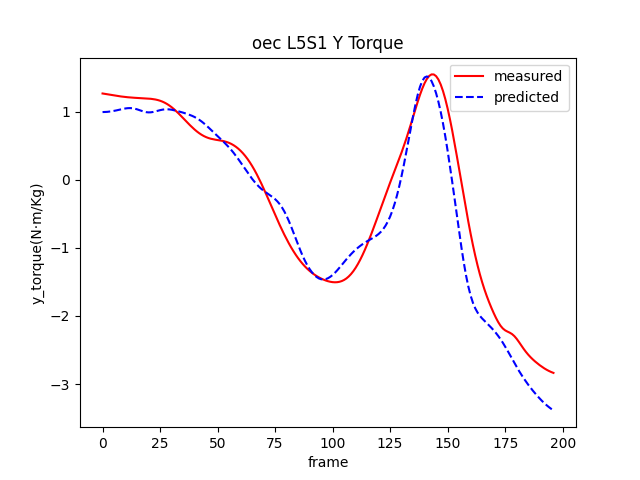 oec L5S1 Y Torque
measured
predicted
y_torque(N·m/Kg)
1
0
−1
−2
−3
0 25 50 75 100 125 150 175 200
frame